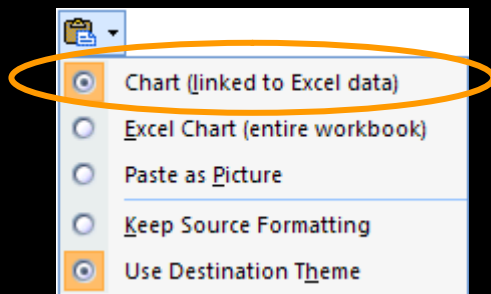 Chart (linked to Excel data)
Excel Chart (entire workbook)
Paste as Picture
Keep Source Formatting
Use Destination Theme